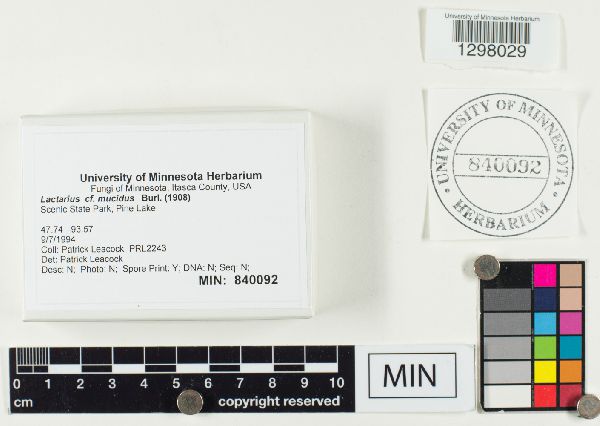 University of Minnesota Herbarium
1298029
UNIVERSITY OF MINNESOTA
840092
HERBARIUM
University of Minnesota Herbarium
Fungi of Minnesota, Itasca County, USA
Lactarius cf. mucidus Burl. (1908)
Scenic State Park, Pine Lake
47.74 -93.57
9/7/1994
Coll: Patrick Leacock PRL2243
Det: Patrick Leacock
Desc: N; Photo: N; Spore Print: Y; DNA: N; Seq: N;
MIN: 840092
0 1 2 3 4 5 6 7 8 9 10
cm copyright reserved
MIN